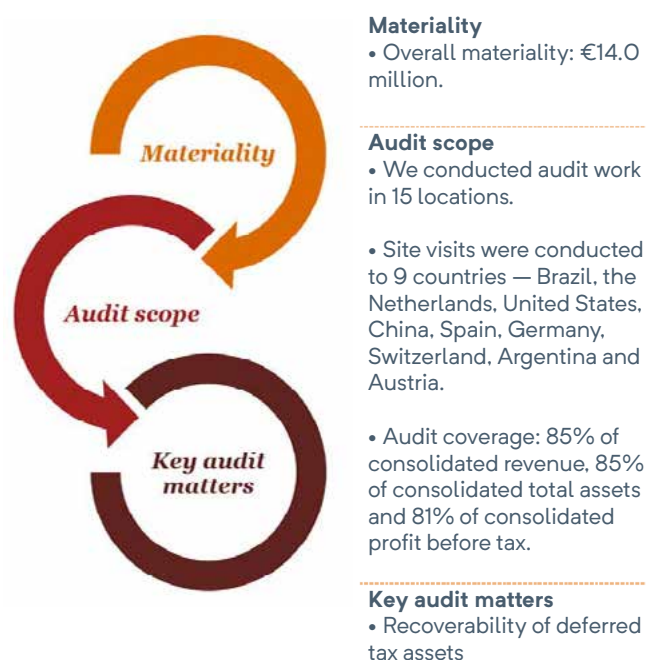 Materiality
Audit scope
Key audit
matters
Materiality
• Overall materiality: €14.0
million.
Audit scope
• We conducted audit work
in 15 locations.
• Site visits were conducted
to 9 countries — Brazil, the
Netherlands, United States,
China, Spain, Germany,
Switzerland, Argentina and
Austria.
• Audit coverage: 85% of
consolidated revenue, 85%
of consolidated total assets
and 81% of consolidated
profit before tax.
Key audit matters
• Recoverability of deferred
tax assets